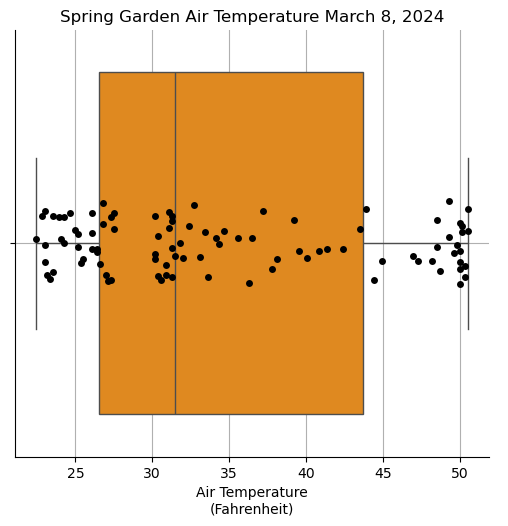 Spring Garden Air Temperature March 8, 2024
25 30 35 40 45 50
Air Temperature
(Fahrenheit)